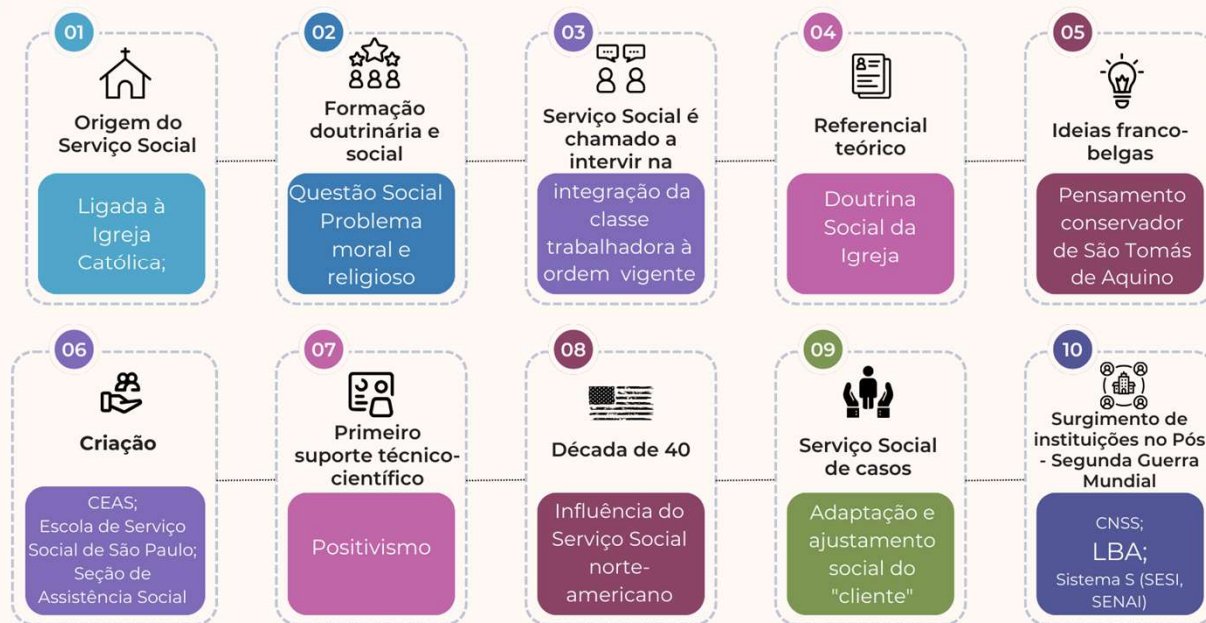 01
Origem do
Serviço Social
Ligada à
Igreja
Católica;
02
Formação
doutrinária e
social
Questão Social
Problema
moral e
religioso
03
Serviço Social é
chamado a
intervir na
integração da
classe
trabalhadora à
ordem vigente
04
Referencial
teórico
Doutrina
Social da
Igreja
05
Ideias franco-
belgas
Pensamento
conservador
de São Tomás
de Aquino
06
Criação
CEAS;
Escola de Serviço
Social de São Paulo;
Seção de
Assistência Social
07
Primeiro
suporte técnico-
científico
Positivismo
08
Década de 40
Influência do
Serviço Social
norte-
americano
09
Serviço Social
de casos
Adaptação e
ajustamento
social do
"cliente"
10
Surgimento de
instituições no Pós
- Segunda Guerra
Mundial
CNSS;
LBA;
Sistema S (SESI,
SENAI)